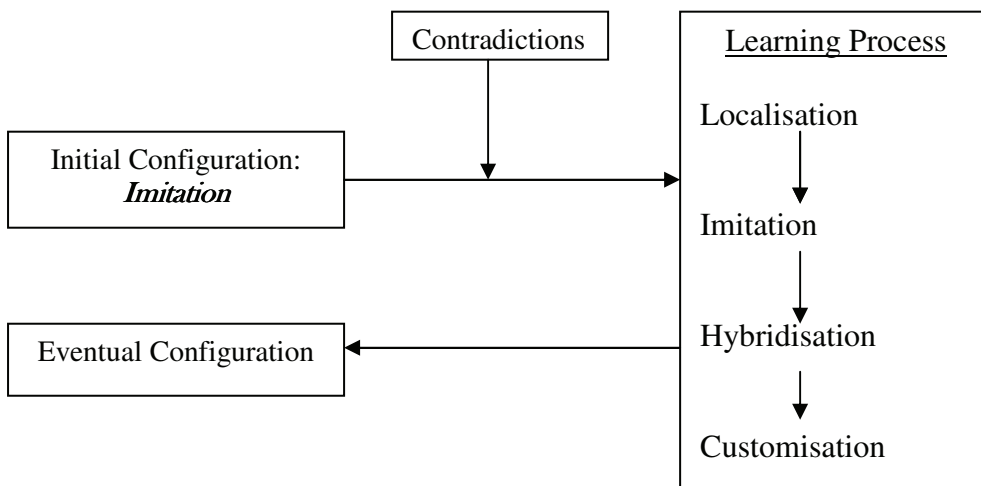 Contradictions
Learning Process
Localisation
Initial Configuration:
Imitation
Imitation
Hybridisation
Eventual Configuration
Customisation